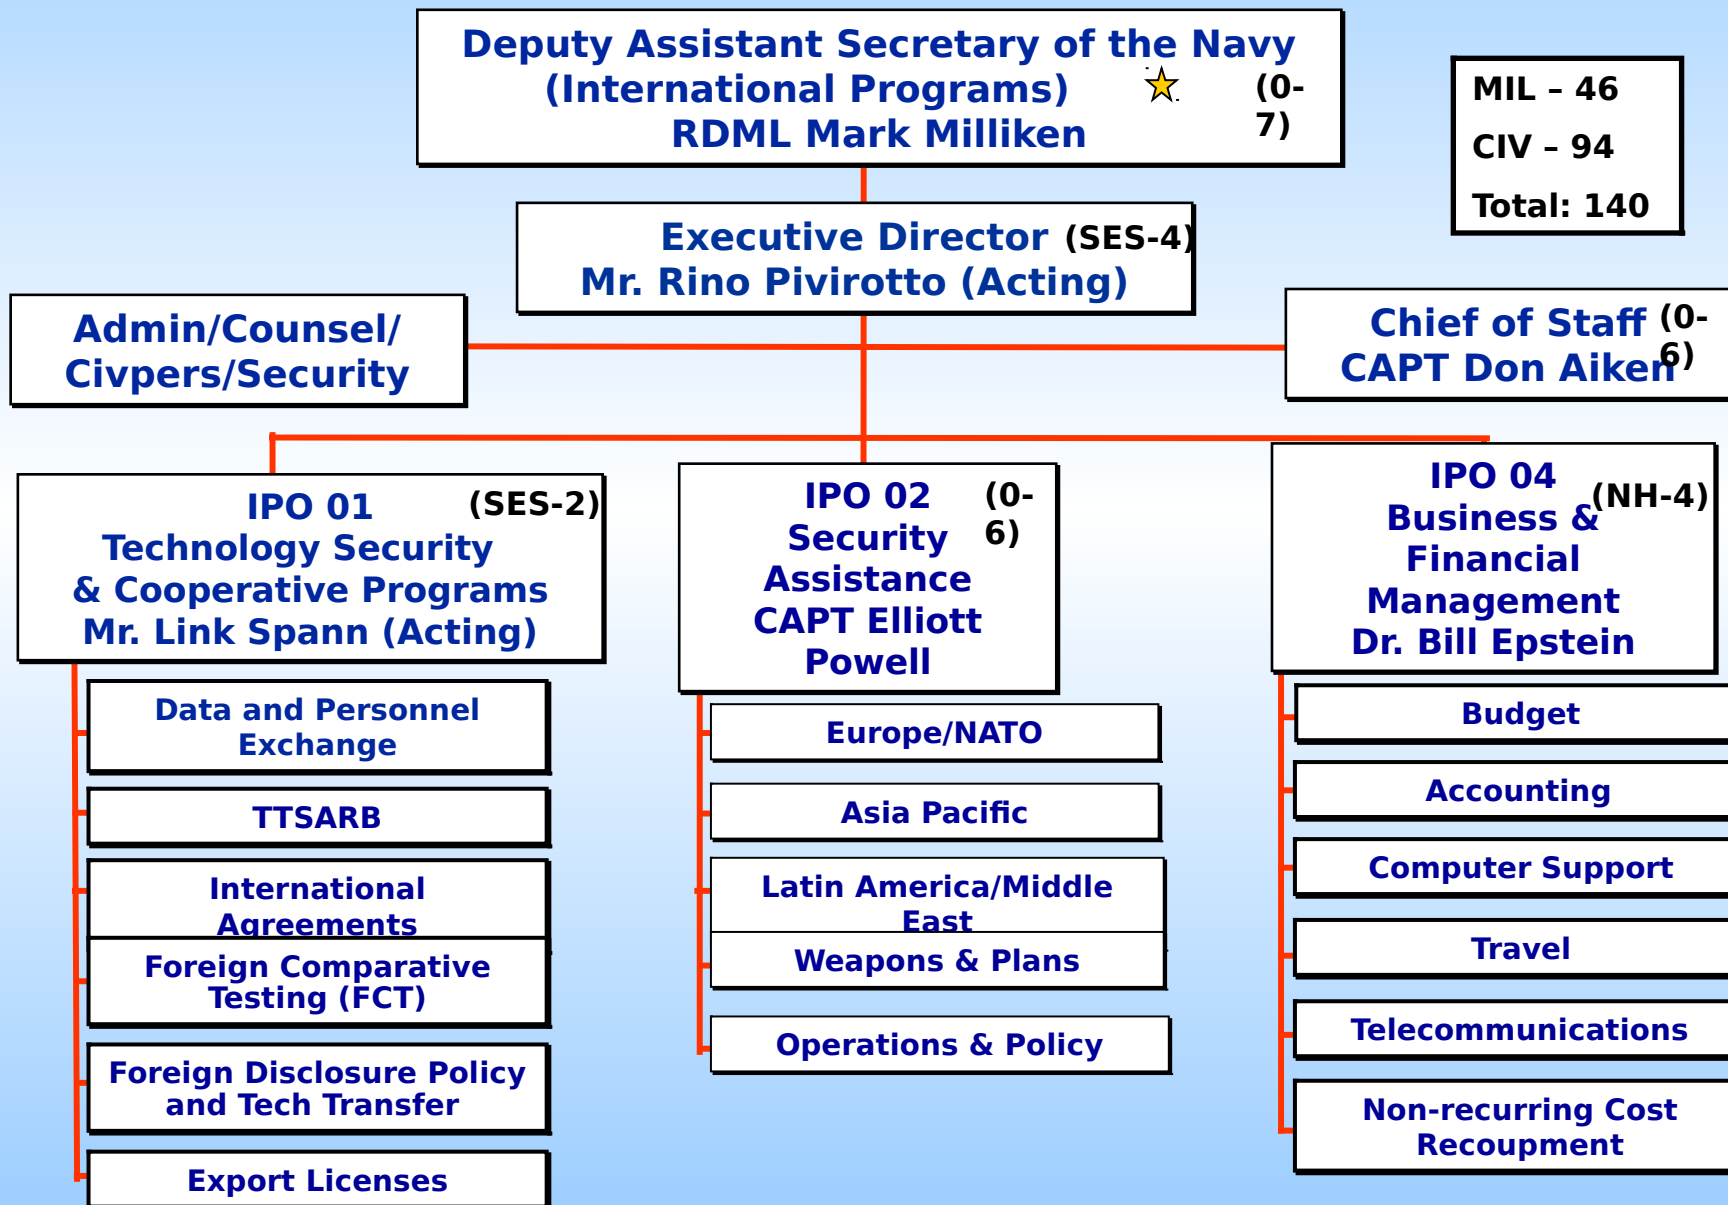 Deputy Assistant Secretary of the Navy
(International Programs)
(0-
7)
RDML Mark Milliken
MIL – 46
CIV – 94
Total: 140
Executive Director (SES-4)
Mr. Rino Pivirotto (Acting)
Admin/Counsel/
Civpers/Security
Chief of Staff
CAPT Don Aiken
(0-
6)
IPO 01
(SES-2)
Technology Security
& Cooperative Programs
Mr. Link Spann (Acting)
Data and Personnel
Exchange
TTSARB
International
Agreements
Foreign Comparative
Testing (FCT)
Foreign Disclosure Policy
and Tech Transfer
Export Licenses
IPO 02
(0-
6)
Security
Assistance
CAPT Elliott
Powell
Europe/NATO
Asia Pacific
Latin America/Middle
East
Weapons & Plans
Operations & Policy
IPO 04
(NH-4)
Business &
Financial
Management
Dr. Bill Epstein
Budget
Accounting
Computer Support
Travel
Telecommunications
Non-recurring Cost
Recoupment